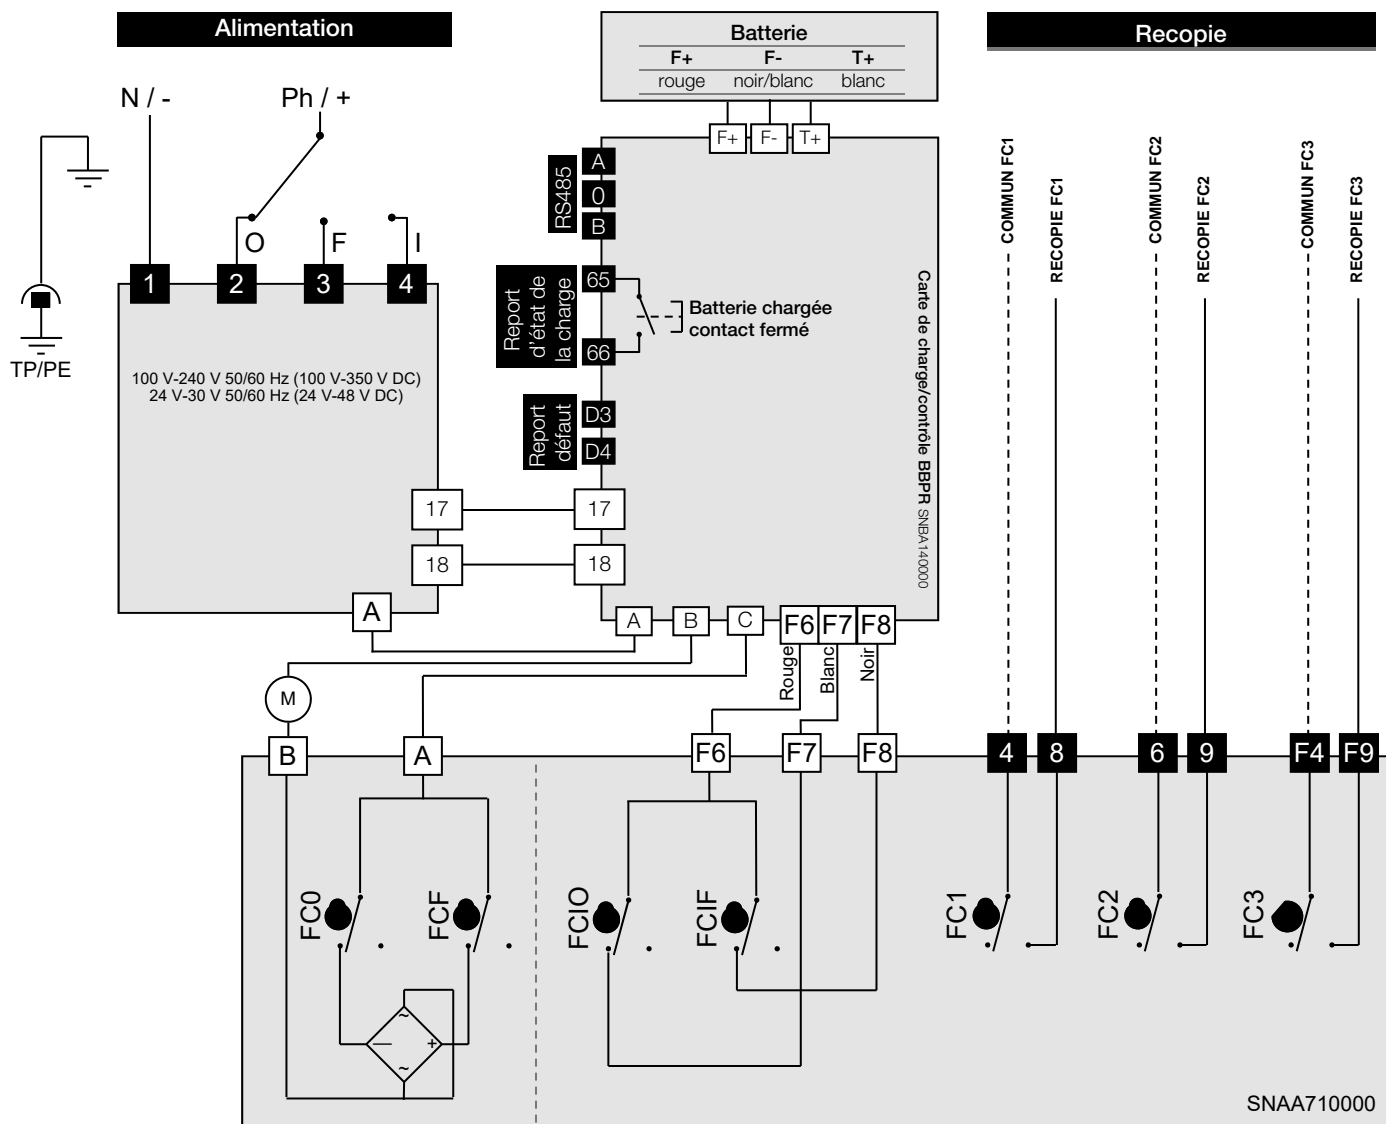 Alimentation
Batterie
F+ F- T+
rouge noir/blanc blanc
Recopie
N / -
Ph / +
O
F
I
1
2
3
4
TP/PE
100 V-240 V 50/60 Hz (100 V-350 V DC)
24 V-30 V 50/60 Hz (24 V-48 V DC)
17
18
A
F+
F-
T+
RS485
A
0
B
Report
d'état de
la charge
65
66
Batterie chargée
contact fermé
Report
défaut
D3
D4
17
18
Carte de charge/contrôle BBPR SNBA140000
A
B
C
F6
F7
F8
Rouge
Blanc
Noir
M
COMMUN FC1
RECOPIE FC1
COMMUN FC2
RECOPIE FC2
COMMUN FC3
RECOPIE FC3
B
A
F6
F7
F8
4
8
6
9
F4
F9
FC0
FCF
FCIO
FCIF
FC1
FC2
FC3
~
—
+
~
SNAA710000